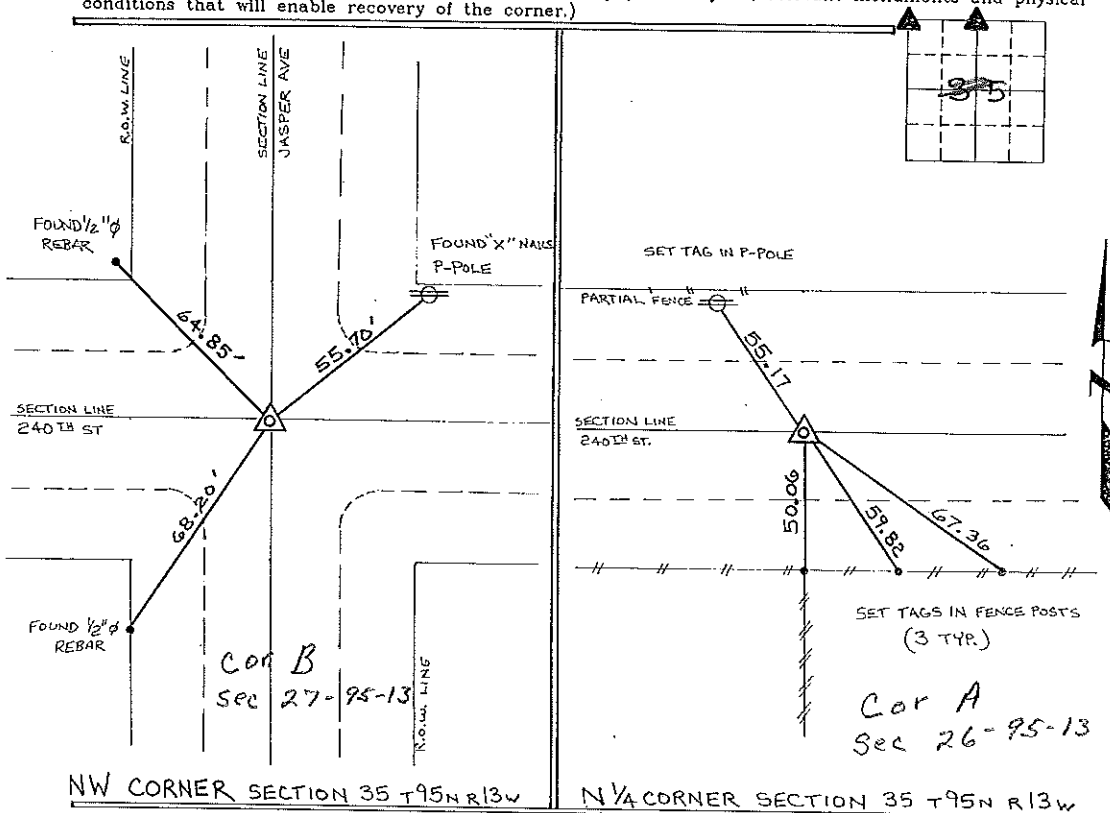 conditions that will enable recovery of the corner.)
35
R.O.W. LINE
SECTION LINE
JASPER AVE
FOUND 1/2"φ
REBAR
FOUND "X" NAILS
P-POLE
64.85-
55.70'
SECTION LINE
240TH ST
68.20'
FOUND 1/2"φ
REBAR
Cor B
Sec 27-95-13
R.O.W. LINE
NW CORNER SECTION 35 T95N R13W
SET TAG IN P-POLE
PARTIAL FENCE
55.17
SECTION LINE
240TH ST.
50.06
59.82
67.36
SET TAGS IN FENCE POSTS
(3 TYP.)
Cor A
Sec 26-95-13
N 1/4 CORNER SECTION 35 T95N R13W